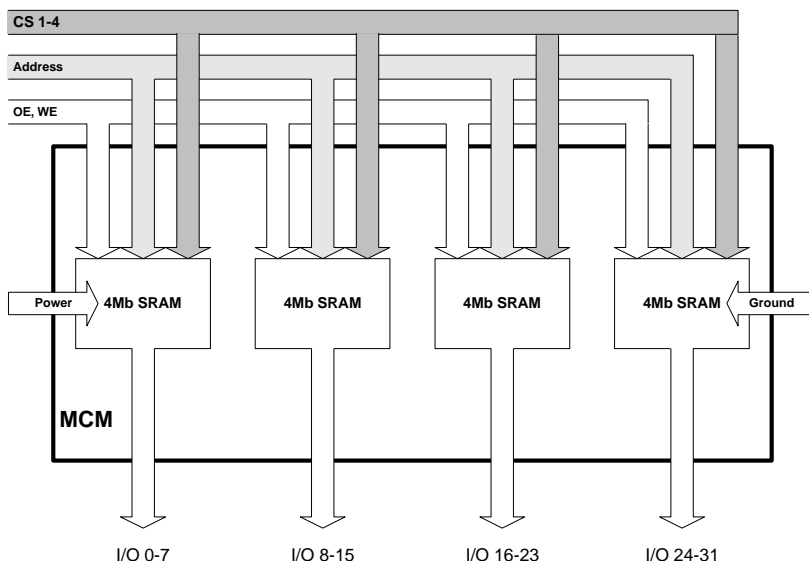 CS 1-4
Address
OE, WE
Power
4Mb SRAM
4Mb SRAM
4Mb SRAM
4Mb SRAM
Ground
MCM
I/O 0-7
I/O 8-15
I/O 16-23
I/O 24-31